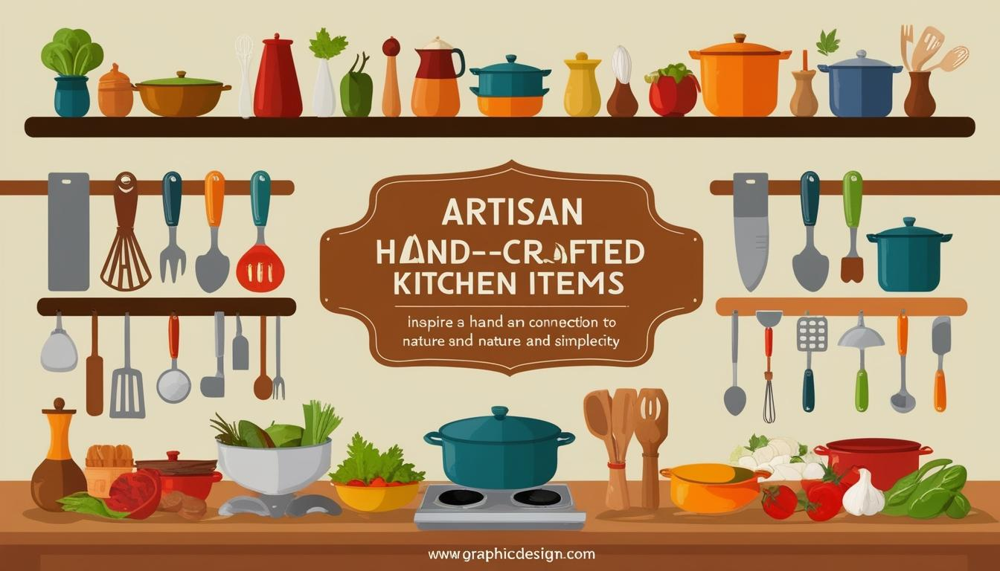 ARTISAN
HAND--CRAFTED
KITCHEN ITEMS
inspire a hand an connection to
nature and nature and simplecity
www.graphicdesign.com